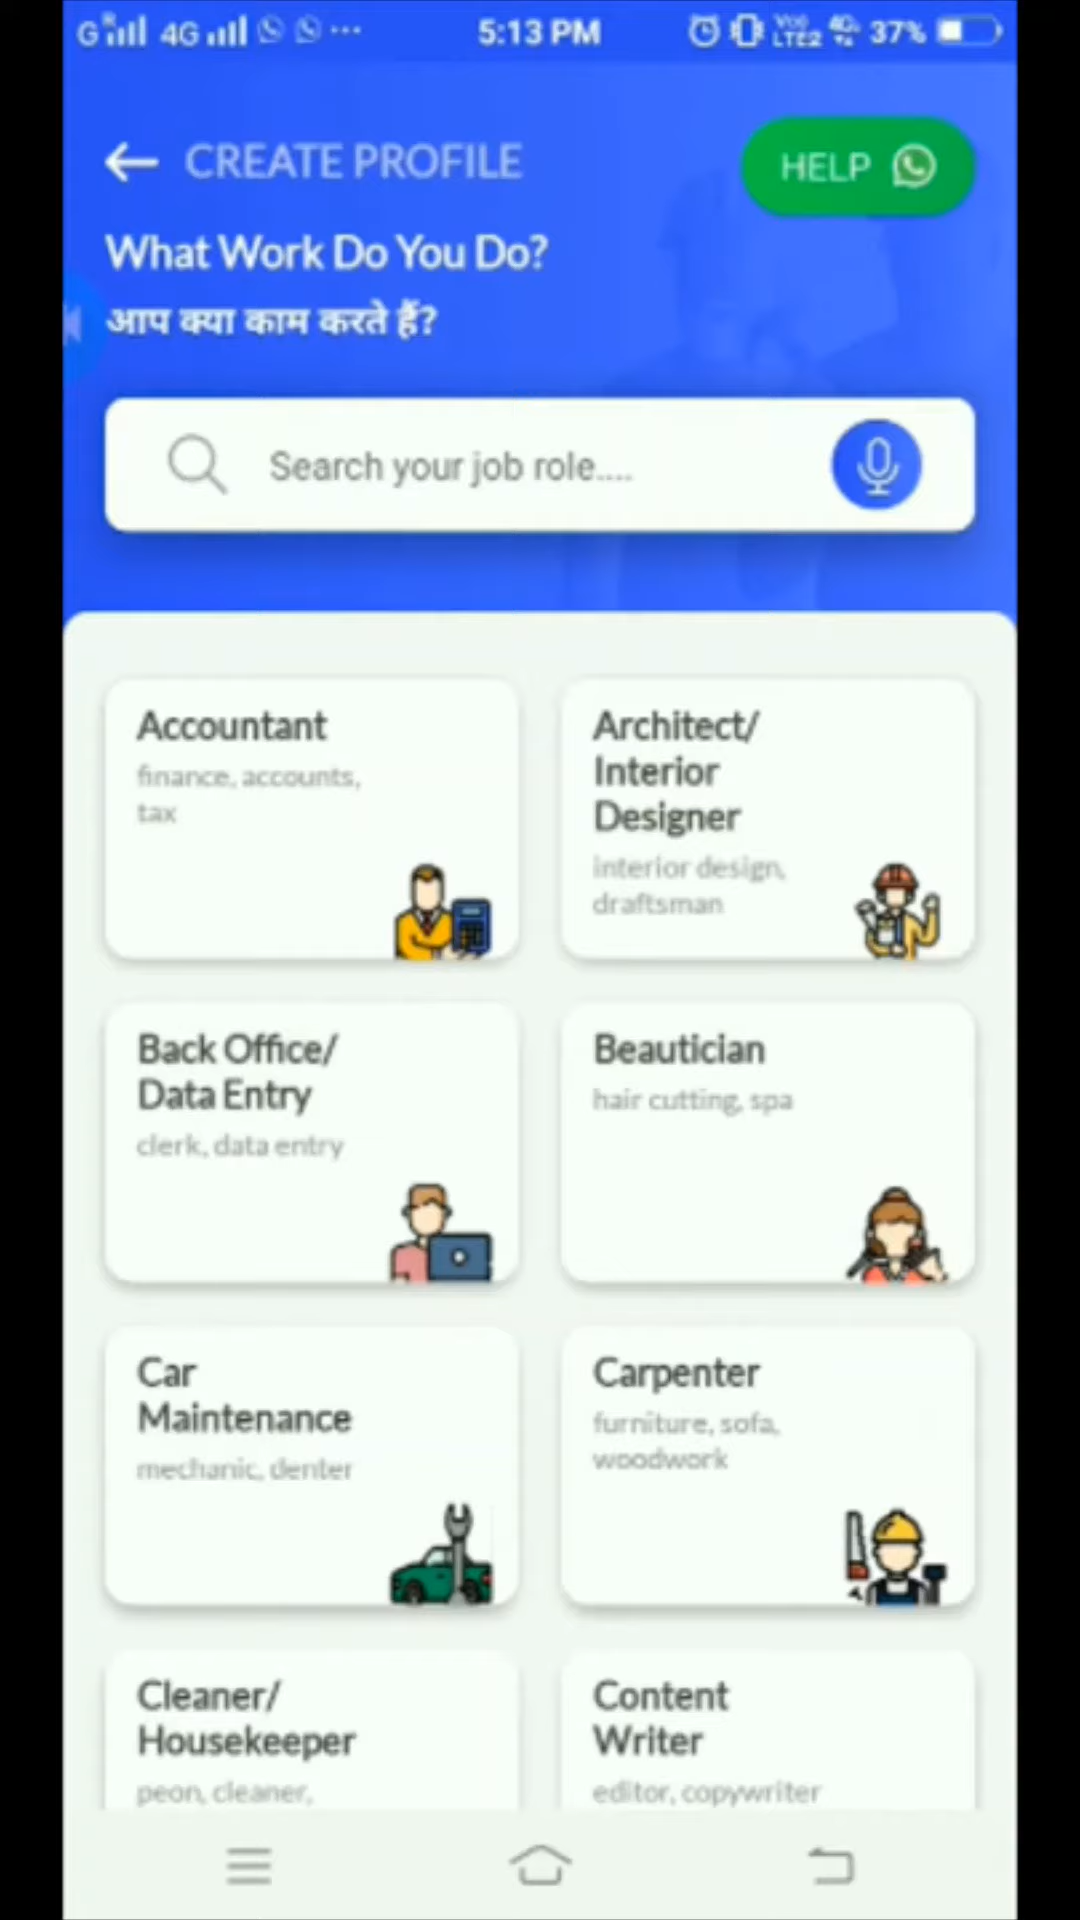 G R 4G ... 5:13 PM LTE2 4G 37%
CREATE PROFILE
HELP
What Work Do You Do?
आप क्या काम करते हैं?
Search your job role....
Accountant
finance, accounts,
tax
Architect/
Interior
Designer
interior design,
draftsman
Back Office/
Data Entry
clerk, data entry
Beautician
hair cutting, spa
Car
Maintenance
mechanic, denter
Carpenter
furniture, sofa,
woodwork
Cleaner/
Housekeeper
peon, cleaner,
Content
Writer
editor, copywriter